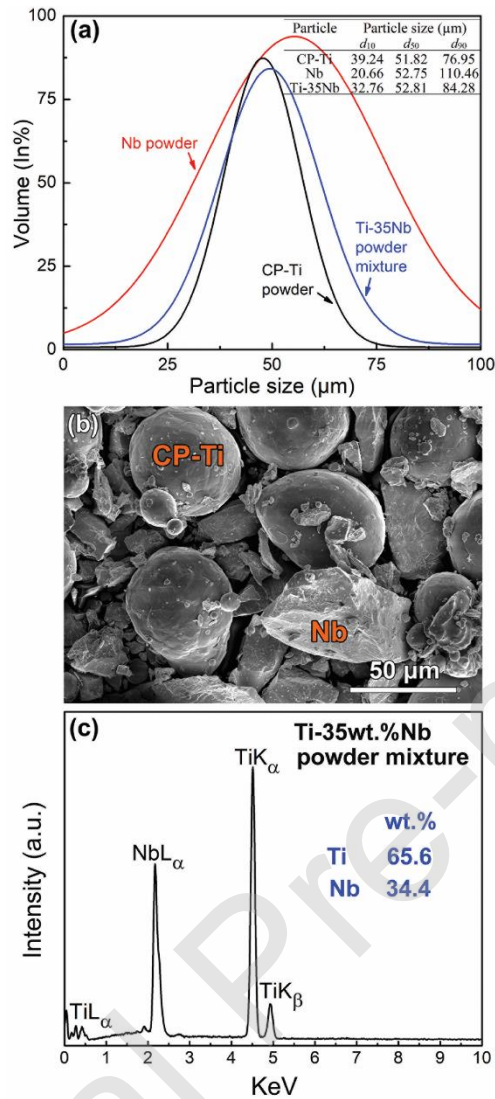 (a)
Particle Particle size (µm)
d10 d50 d90
CP-Ti 39.24 51.82 76.95
Nb 20.66 52.75 110.46
Ti-35Nb 32.76 52.81 84.28
100
75
50
25
0
Volume (In%)
Nb powder
Ti-35Nb
powder
mixture
CP-Ti
powder
0 25 50 75 100
Particle size (µm)
(b)
CP-Ti
Nb
50 µm
(c)
Ti-35wt.%Nb
powder mixture
TiKα
wt.%
Ti 65.6
Nb 34.4
NbLα
TiKβ
TiLα
Intensity (a.u.)
0 1 2 3 4 5 6 7 8 9 10
KeV